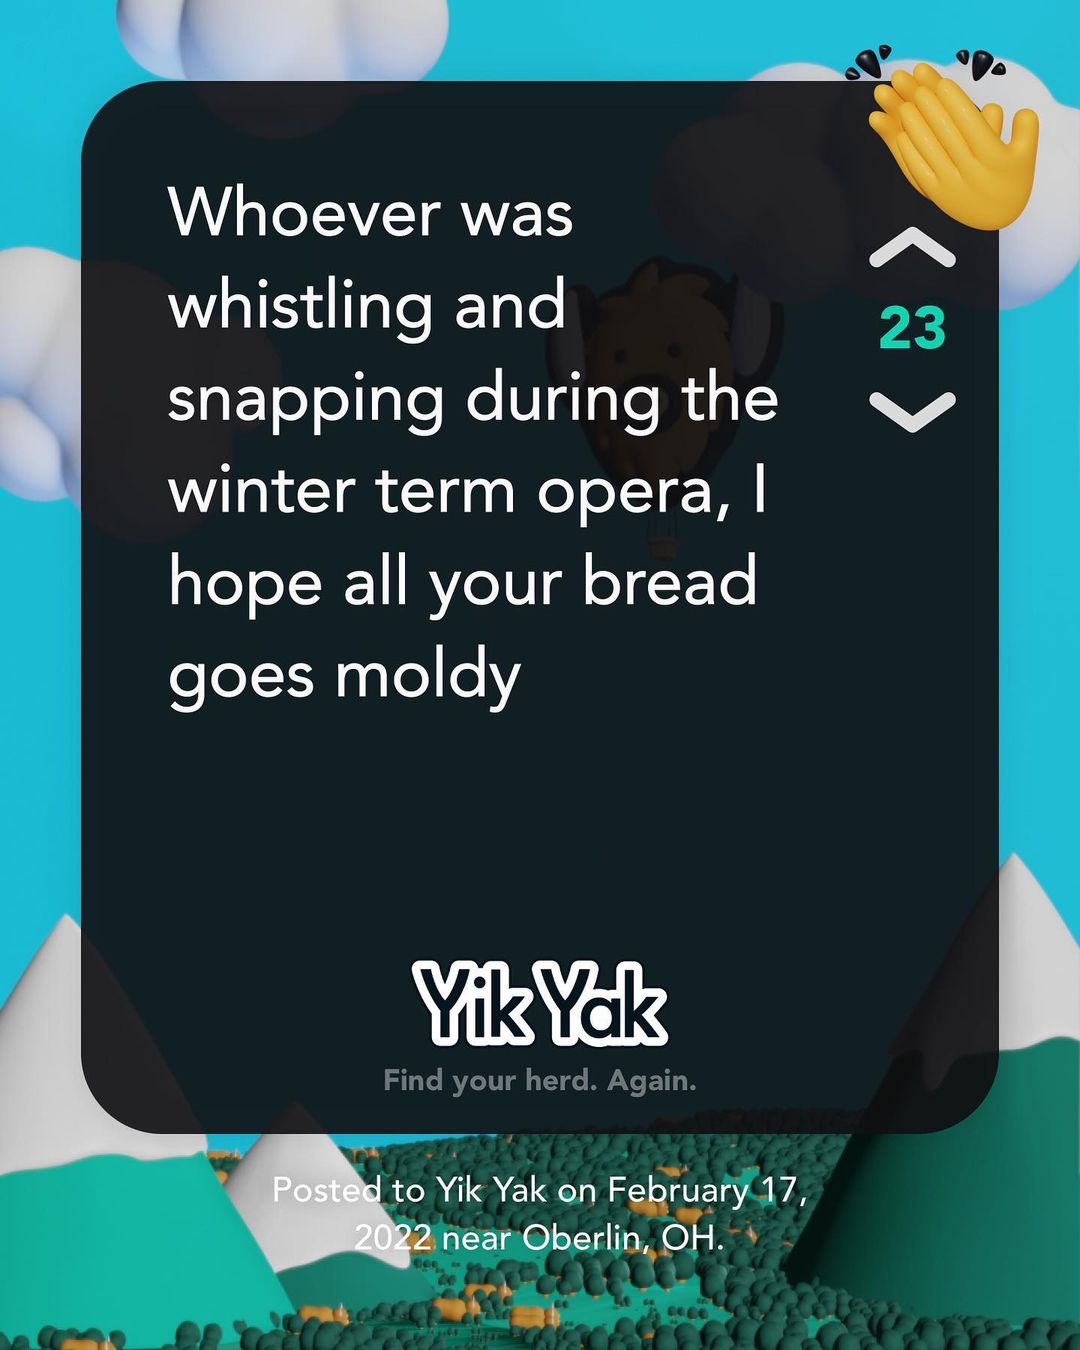 Whoever was
whistling and
snapping during the
winter term opera, I
hope all your bread
goes moldy
23
Yik Yak
Find your herd. Again.
Posted to Yik Yak on February 17,
2022 near Oberlin, OH.